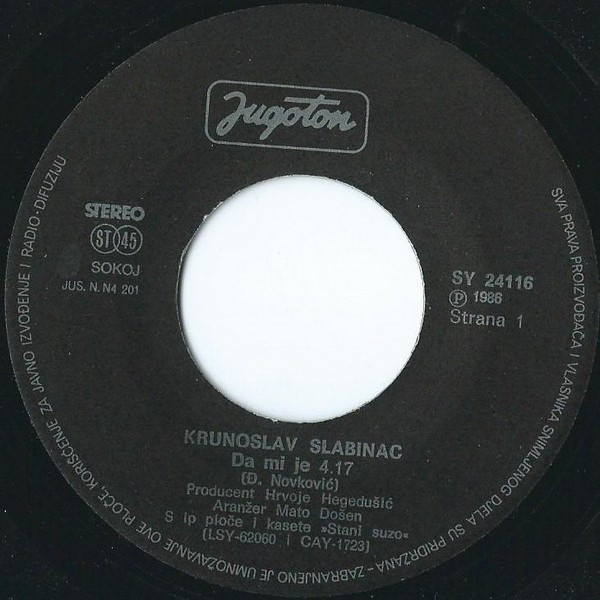 Jugoton
STEREO
ST 45
SOKOJ
JUS. N. N4 201
SY 24116
Ⓟ 1986
Strana 1
KRUNOSLAV SLABINAC
Da mi je 4.17
(Đ. Novković)
Producent Hrvoje Hegedušić
Aranžer Mato Došen
S lp ploče i kasete »Stani suzo«
(LSY-62060 i CAY-1723)
SVA PRAVA PROIZVOĐAČA I VLASNIKA SNIMLJENOG DJELA SU PRIDRŽANA - ZABRANJENO JE UMNOŽAVANJE OVE PLOČE, KORIŠĆENJE ZA JAVNO IZVOĐENJE I RADIO-DIFUZIJU